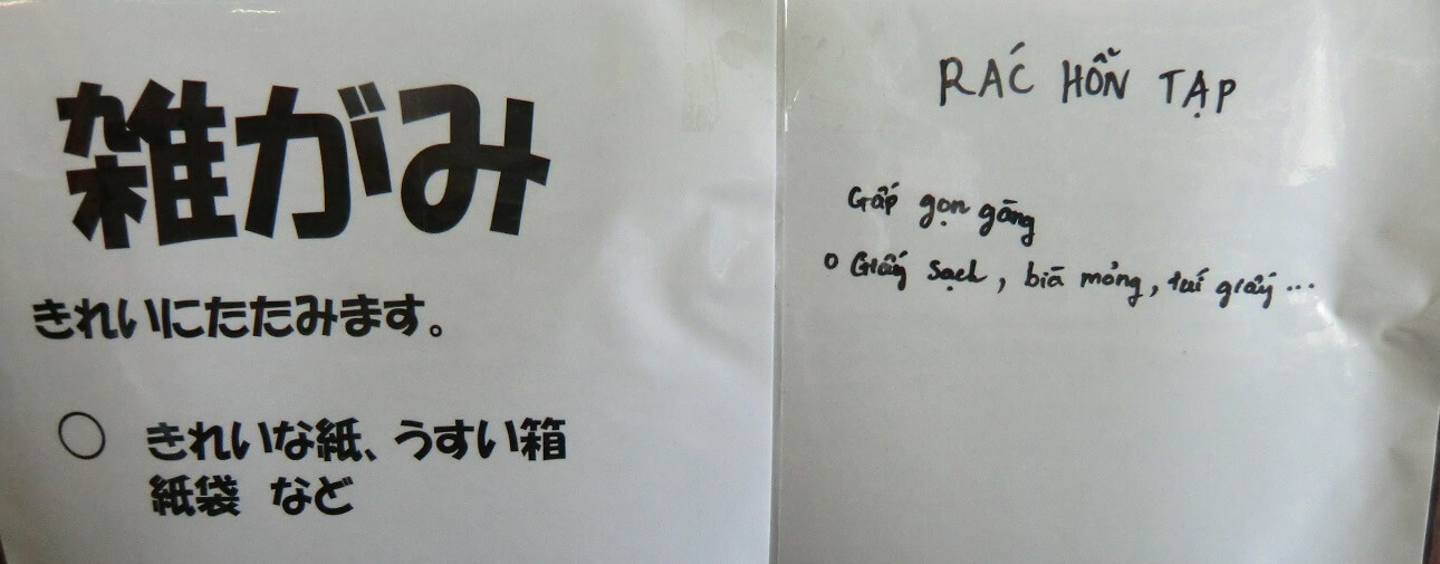 雑がみ
きれいにたたみます。
○ きれいな紙、うすい箱
紙袋 など
RÁC HỖN TẠP
Gấp gọn gàng
o Giấy sạch, bìa mỏng, túi giấy...